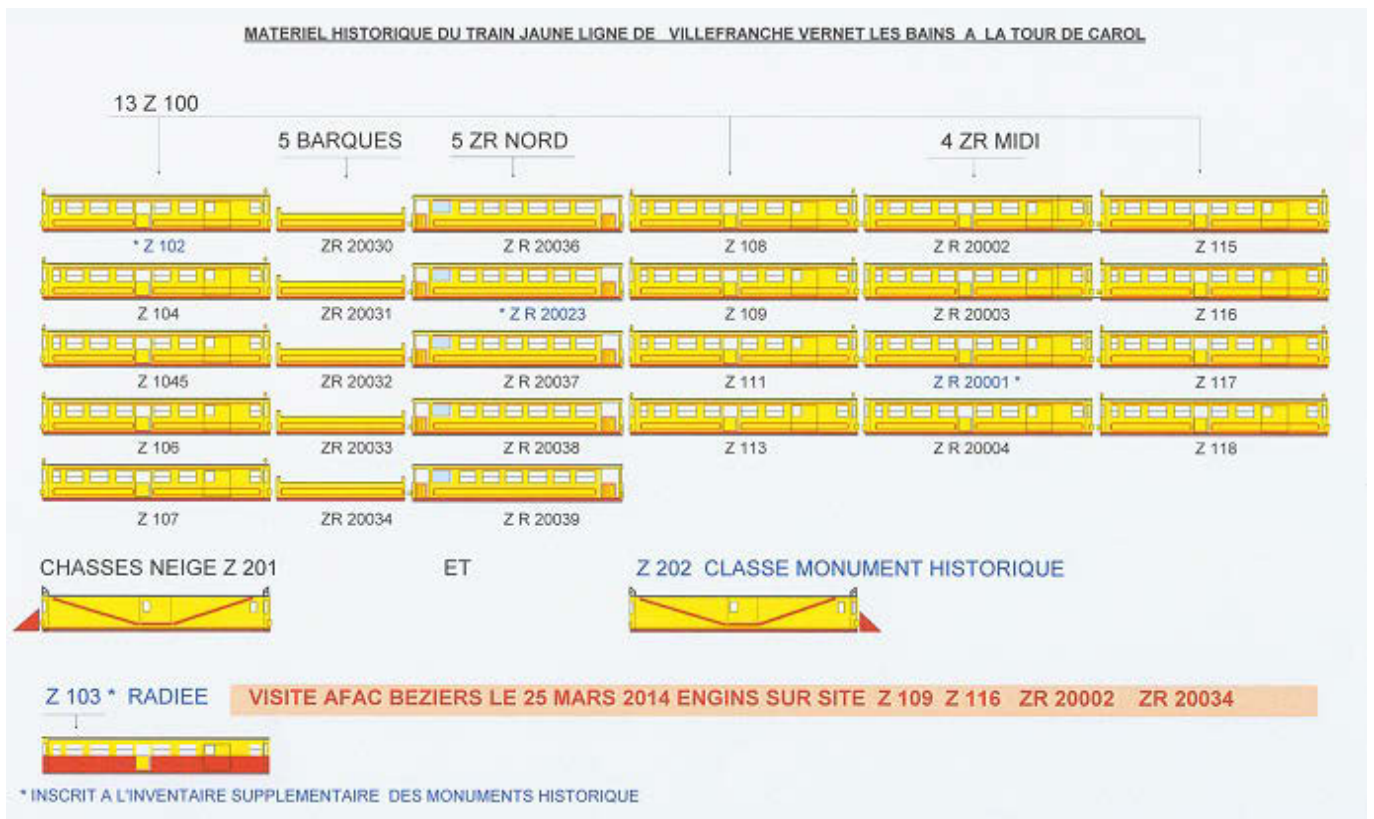 MATERIEL HISTORIQUE DU TRAIN JAUNE LIGNE DE VILLEFRANCHE VERNET LES BAINS A LA TOUR DE CAROL
13 Z 100
5 BARQUES 5 ZR NORD 4 ZR MIDI
* Z 102 ZR 20030 Z R 20036 Z 108 Z R 20002 Z 115
Z 104 ZR 20031 * Z R 20023 Z 109 Z R 20003 Z 116
Z 1045 ZR 20032 Z R 20037 Z 111 Z R 20001 * Z 117
Z 106 ZR 20033 Z R 20038 Z 113 Z R 20004 Z 118
Z 107 ZR 20034 Z R 20039
CHASSES NEIGE Z 201 ET Z 202 CLASSE MONUMENT HISTORIQUE
Z 103 * RADIEE VISITE AFAC BEZIERS LE 25 MARS 2014 ENGINS SUR SITE Z 109 Z 116 ZR 20002 ZR 20034
* INSCRIT A L'INVENTAIRE SUPPLEMENTAIRE DES MONUMENTS HISTORIQUE